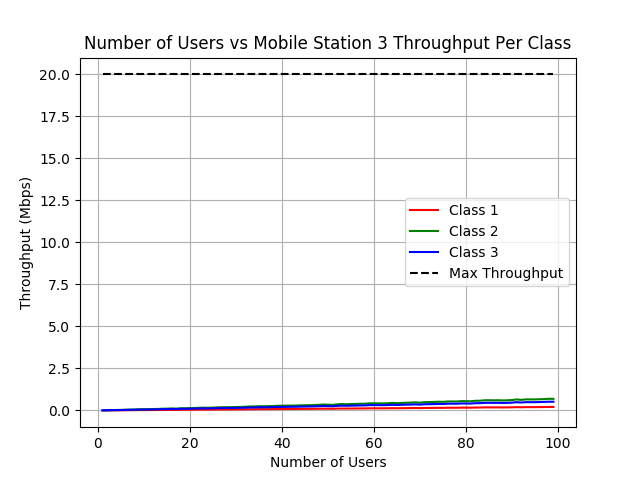 Number of Users vs Mobile Station 3 Throughput Per Class
20.0
17.5
15.0
12.5
10.0
7.5
5.0
2.5
0.0
Throughput (Mbps)
Class 1
Class 2
Class 3
Max Throughput
0 20 40 60 80 100
Number of Users